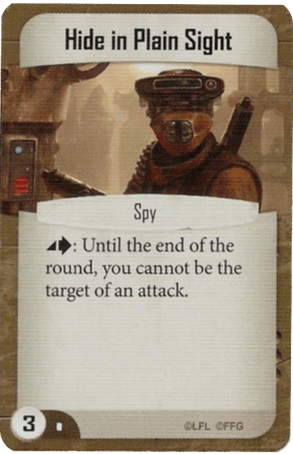 Hide in Plain Sight
Spy
: Until the end of the
round, you cannot be the
target of an attack.
3
©LFL ©FFG